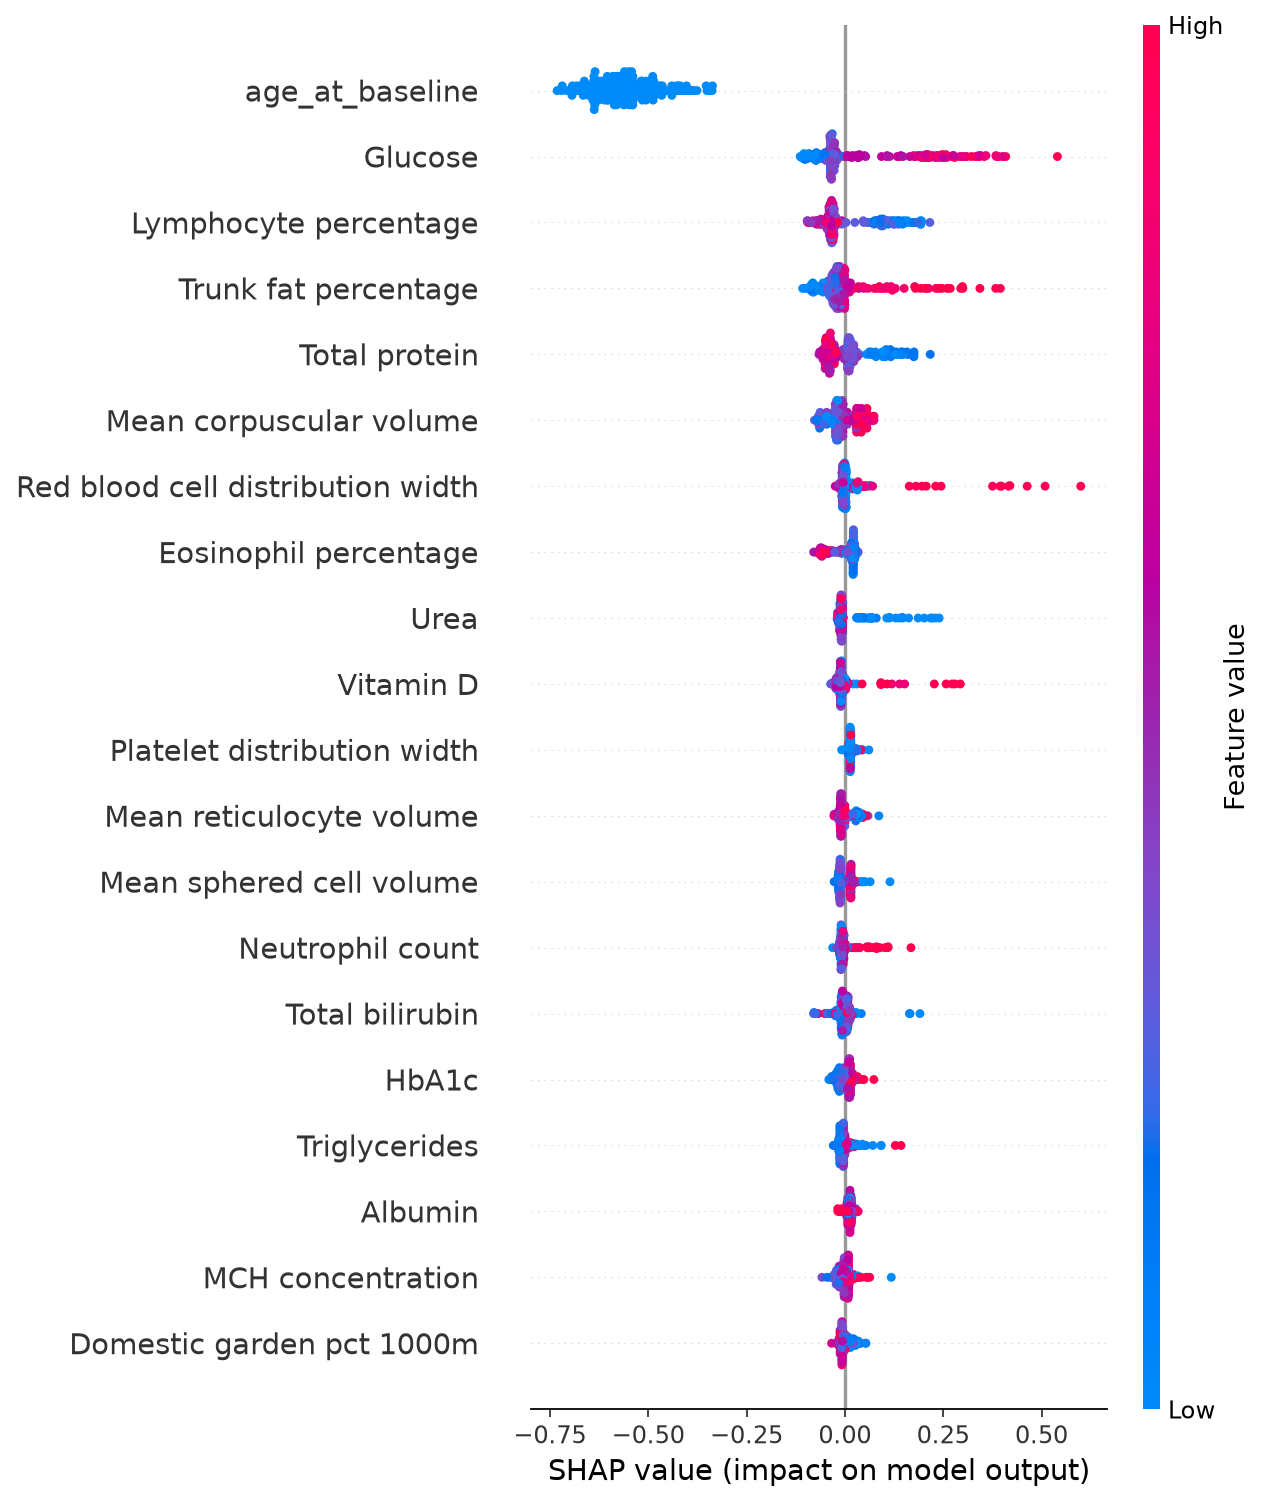 High
age_at_baseline
Glucose
Lymphocyte percentage
Trunk fat percentage
Total protein
Mean corpuscular volume
Red blood cell distribution width
Eosinophil percentage
Urea
Vitamin D
Platelet distribution width
Mean reticulocyte volume
Mean sphered cell volume
Neutrophil count
Total bilirubin
HbA1c
Triglycerides
Albumin
MCH concentration
Domestic garden pct 1000m
Feature value
Low
−0.75 −0.50 −0.25 0.00 0.25 0.50
SHAP value (impact on model output)